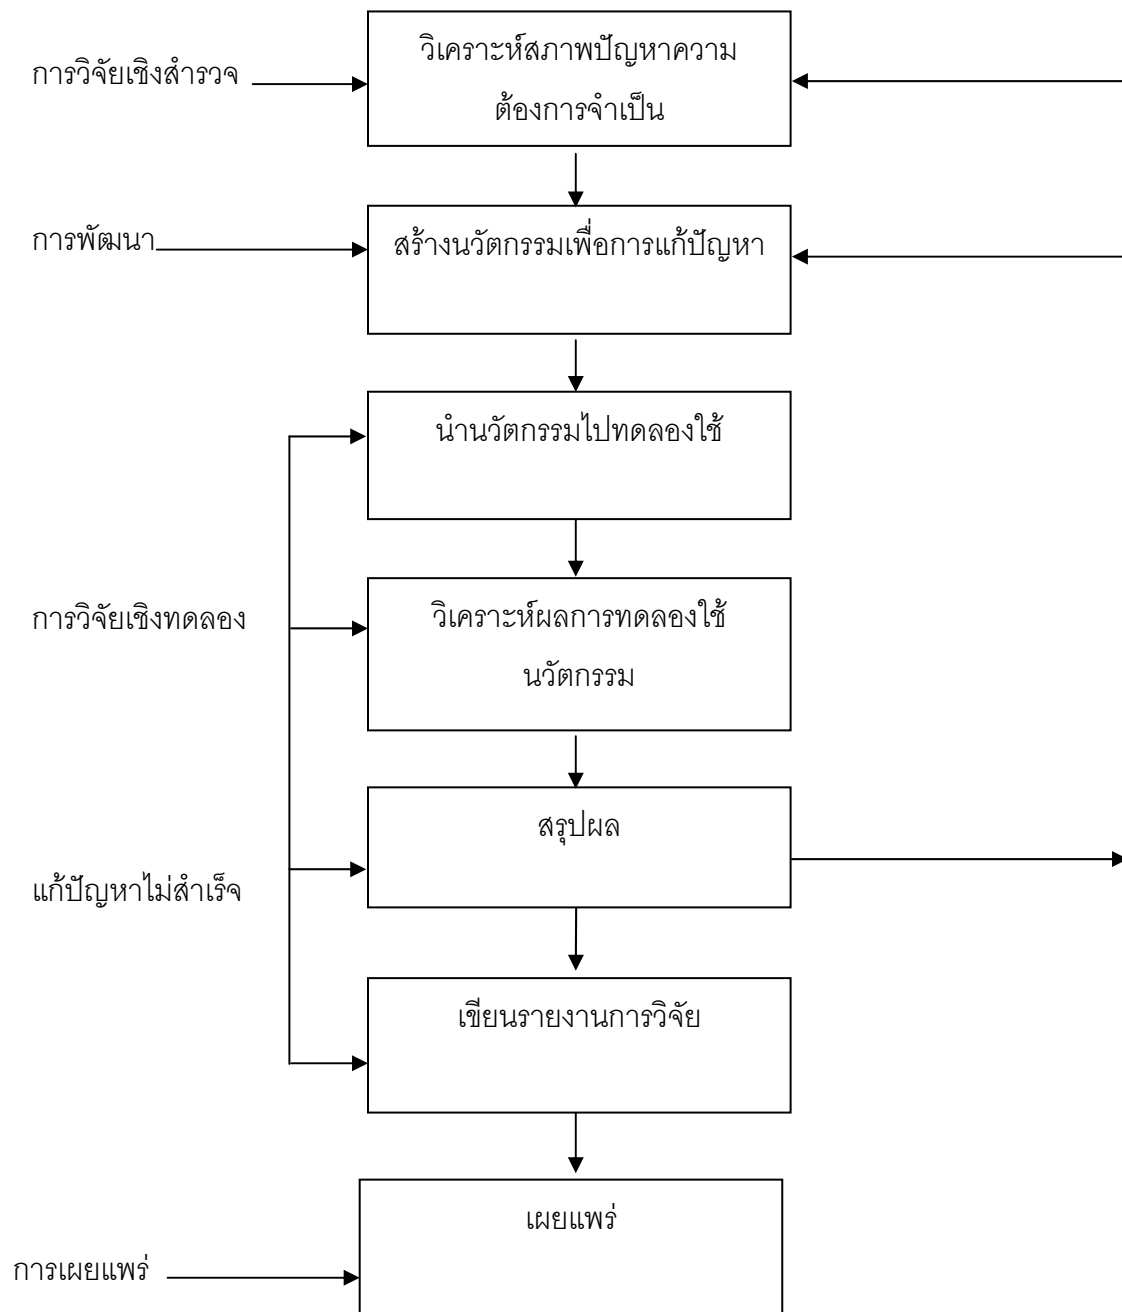 วิเคราะห์สภาพปัญหาความ
ต้องการจำเป็น
การวิจัยเชิงสำรวจ
สร้างนวัตกรรมเพื่อการแก้ปัญหา
การพัฒนา
นำนวัตกรรมไปทดลองใช้
วิเคราะห์ผลการทดลองใช้
นวัตกรรม
การวิจัยเชิงทดลอง
สรุปผล
แก้ปัญหาไม่สำเร็จ
เขียนรายงานการวิจัย
เผยแพร่
การเผยแพร่